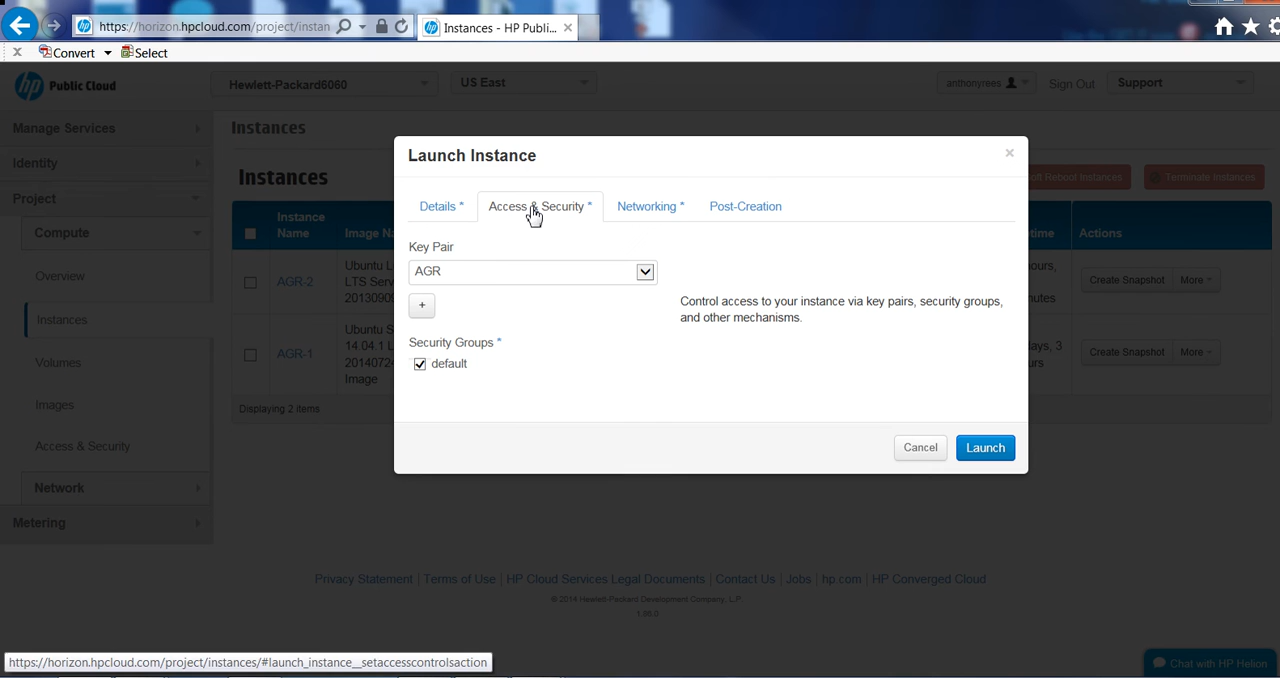 https://horizon.hpcloud.com/project/instan
Instances - HP Publi...
Convert
Select
hp Public Cloud
Hewlett-Packard6060
US East
anthonyrees
Sign Out
Support
Manage Services
Identity
Project
Compute
Overview
Instances
Volumes
Images
Access & Security
Network
Metering
Instances
Instances
oft Reboot Instances
Terminate Instances
Instance
Name
Image Na
time
Actions
AGR-2
Ubuntu L
LTS Serv
2013090
ours,
nutes
Create Snapshot
More
AGR-1
Ubuntu S
14.04.1 L
2014072
Image
days, 3
urs
Create Snapshot
More
Displaying 2 items
Launch Instance
×
Details *
Access & Security *
Networking *
Post-Creation
Key Pair
AGR
+
Control access to your instance via key pairs, security groups,
and other mechanisms.
Security Groups *
default
Cancel
Launch
Privacy Statement | Terms of Use | HP Cloud Services Legal Documents | Contact Us | Jobs | hp.com | HP Converged Cloud
© 2014 Hewlett-Packard Development Company, L.P.
https://horizon.hpcloud.com/project/instances/#launch_instance__setaccesscontrolsaction
Chat with HP Helion